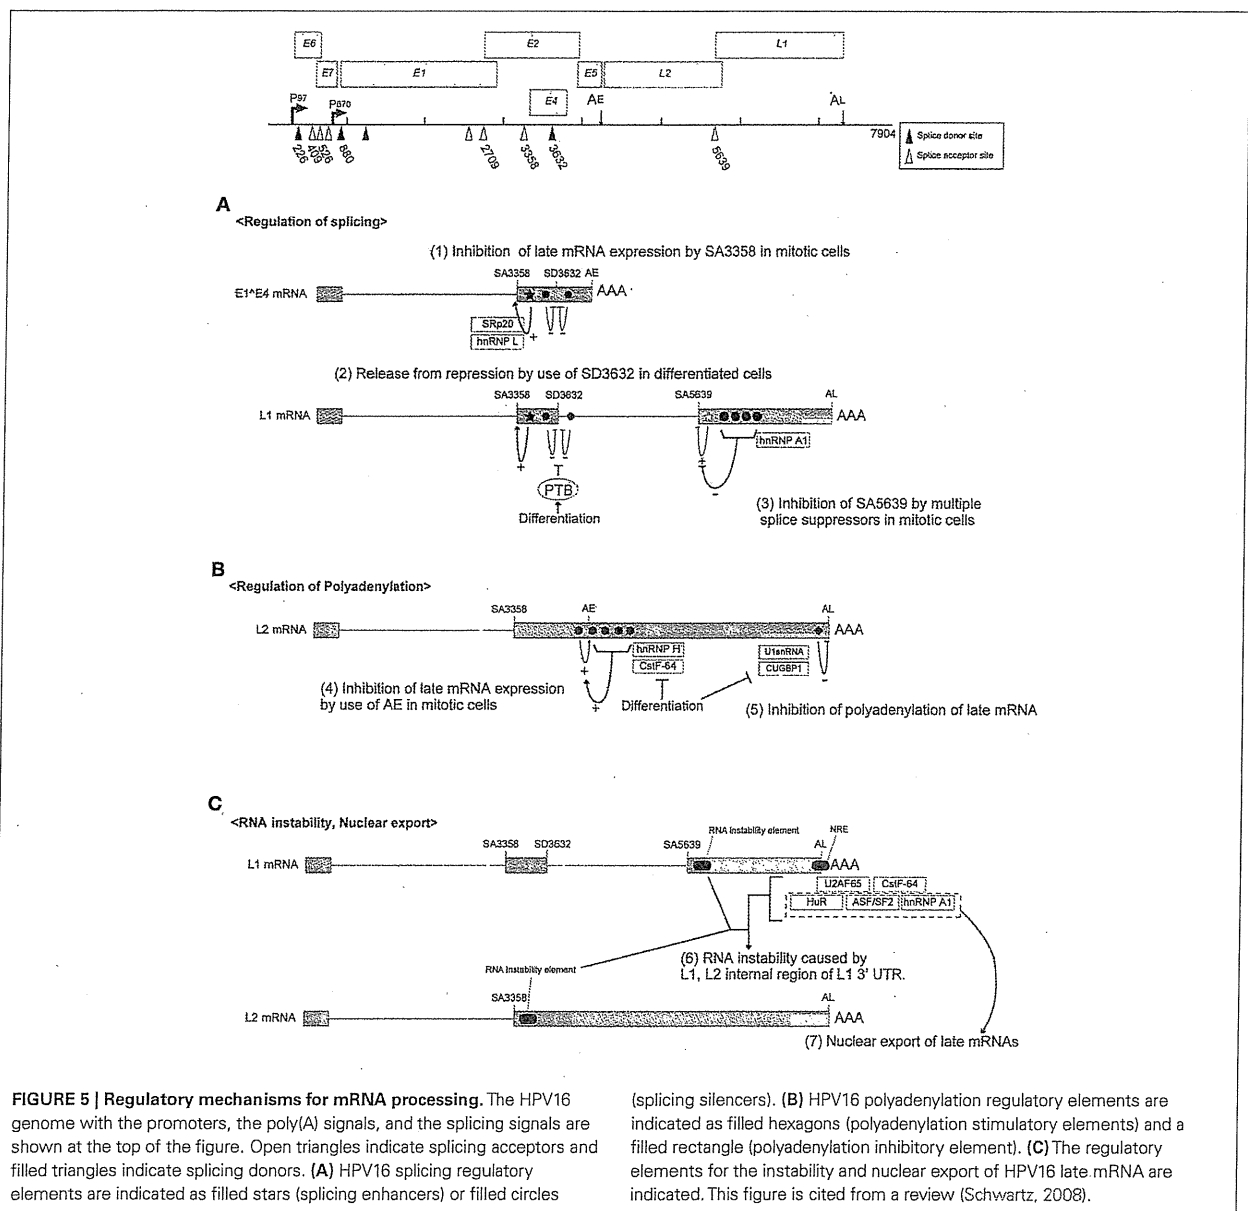 E6
E2
L1
E7
E1
E5
L2
E4
P97
P670
AE
AL
7904
226
409
526
880
2709
3358
3632
5639
Splice donor site
Splice acceptor site
A
<Regulation of splicing>
(1) Inhibition of late mRNA expression by SA3358 in mitotic cells
SA3358 SD3632 AE
E1^E4 mRNA
AAA
SRp20
hnRNP L
+
- -
(2) Release from repression by use of SD3632 in differentiated cells
SA3358 SD3632 SA5639 AL
L1 mRNA
AAA
hnRNP A1
+
- -
+
-
PTB
Differentiation
(3) Inhibition of SA5639 by multiple
splice suppressors in mitotic cells
B
<Regulation of Polyadenylation>
SA3358 AE AL
L2 mRNA
AAA
hnRNP H
CstF-64
U1snRNA
CUGBP1
+
-
(4) Inhibition of late mRNA expression
by use of AE in mitotic cells
+
Differentiation
(5) Inhibition of polyadenylation of late mRNA
C
<RNA instability, Nuclear export>
RNA instability element
NRE
SA3358 SD3632 SA5639 AL
L1 mRNA
AAA
U2AF65 CstF-64
HuR ASF/SF2 hnRNP A1
(6) RNA instability caused by
L1, L2 internal region of L1 3' UTR.
RNA instability element
SA3358 AL
L2 mRNA
AAA
(7) Nuclear export of late mRNAs
FIGURE 5 | Regulatory mechanisms for mRNA processing. The HPV16
genome with the promoters, the poly(A) signals, and the splicing signals are
shown at the top of the figure. Open triangles indicate splicing acceptors and
filled triangles indicate splicing donors. (A) HPV16 splicing regulatory
elements are indicated as filled stars (splicing enhancers) or filled circles
(splicing silencers). (B) HPV16 polyadenylation regulatory elements are
indicated as filled hexagons (polyadenylation stimulatory elements) and a
filled rectangle (polyadenylation inhibitory element). (C) The regulatory
elements for the instability and nuclear export of HPV16 late mRNA are
indicated. This figure is cited from a review (Schwartz, 2008).